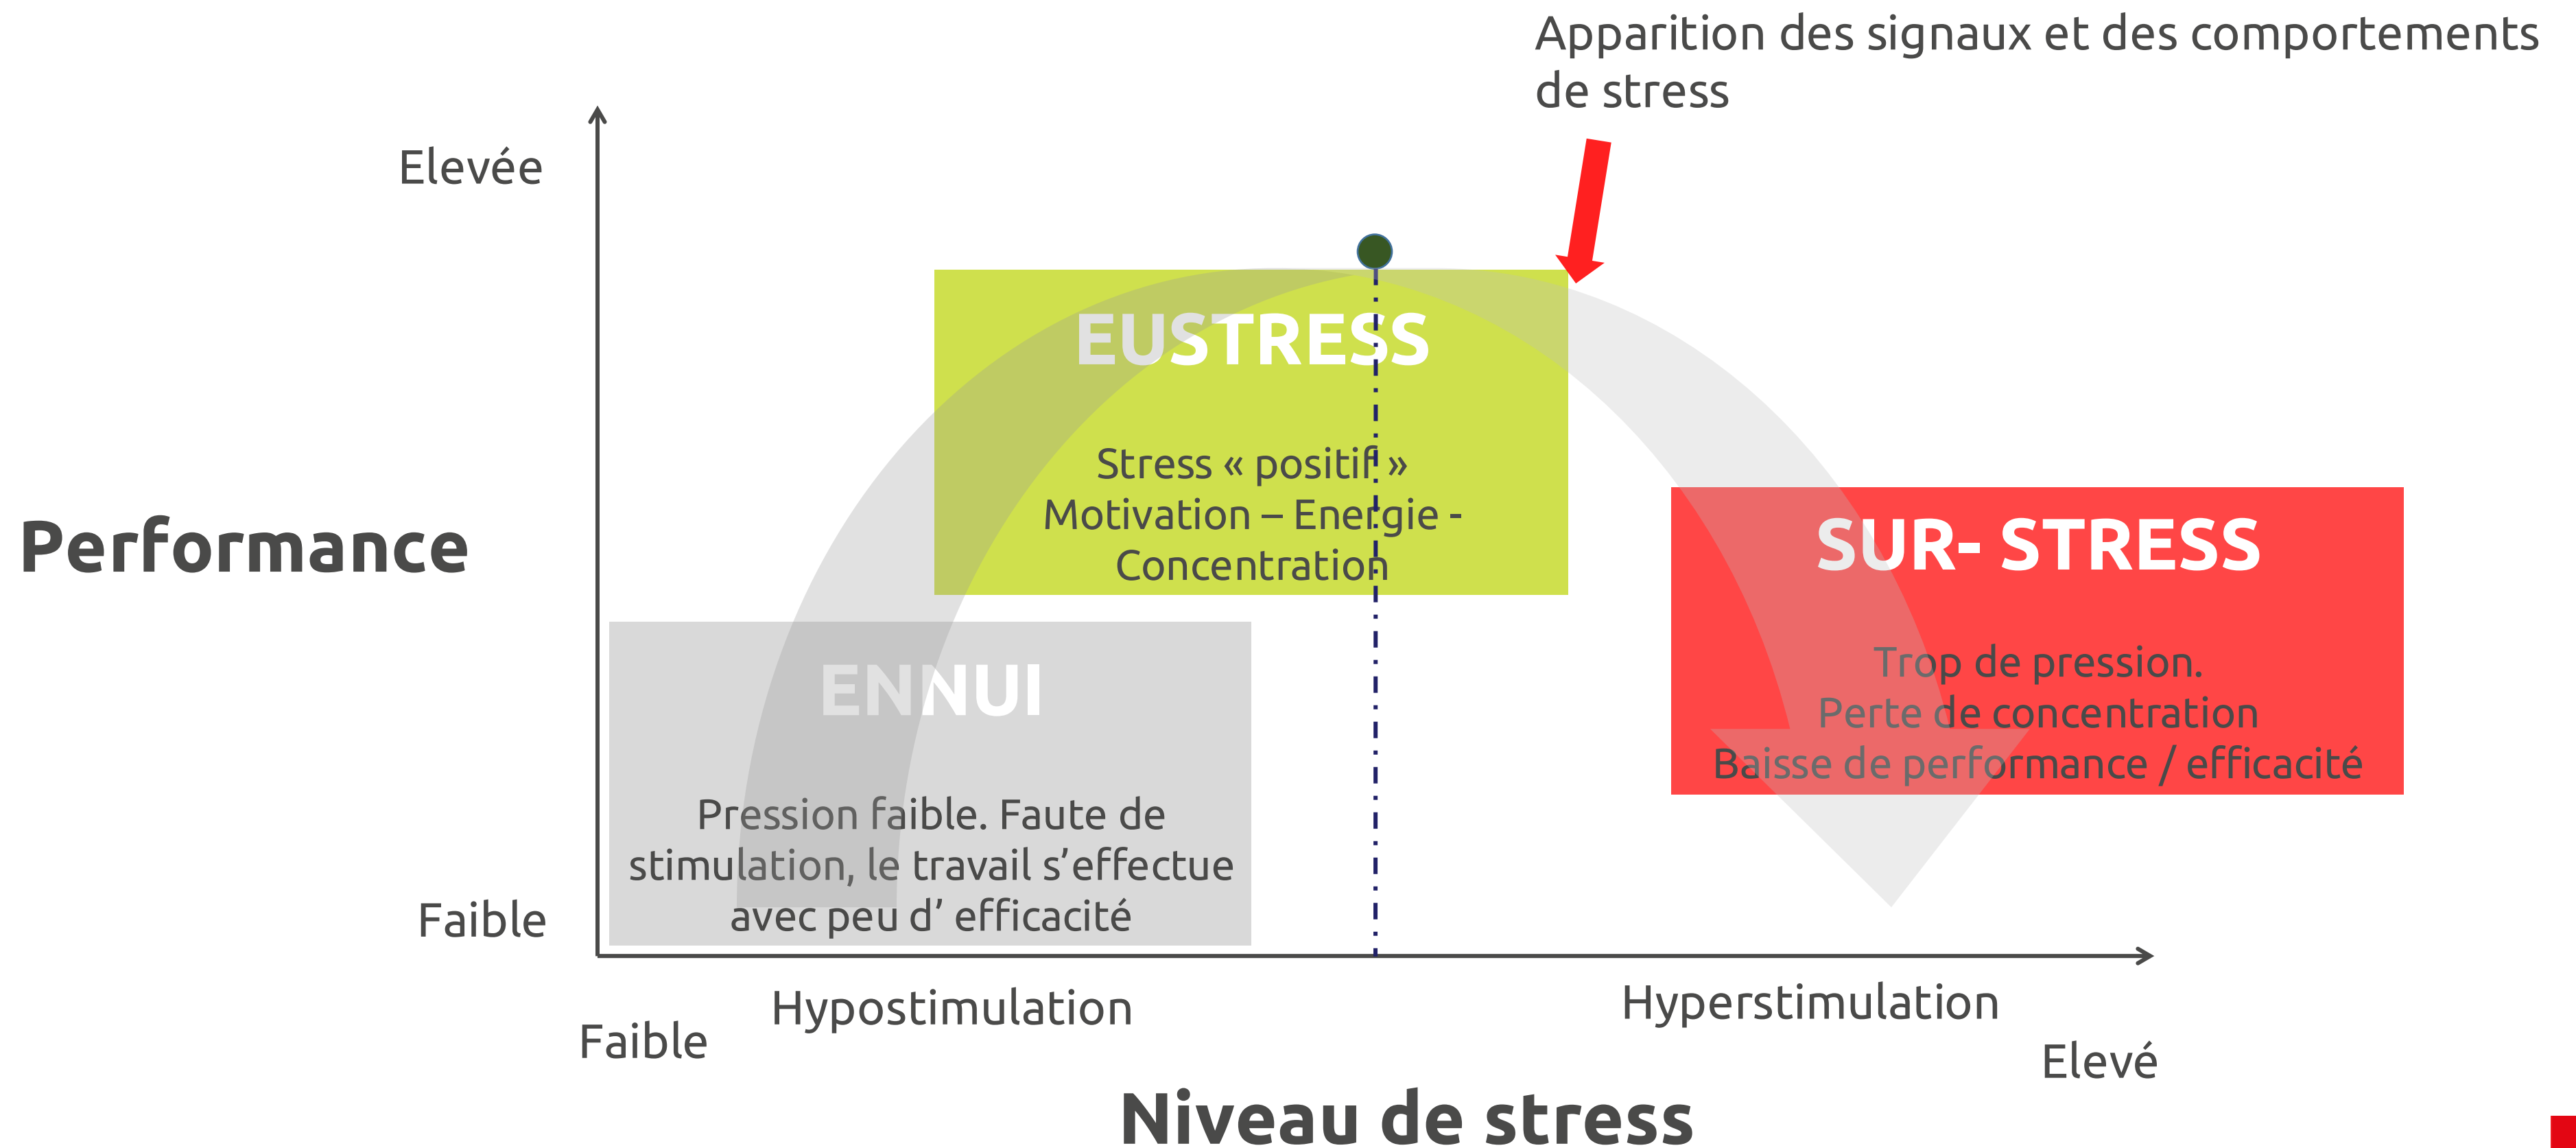 Apparition des signaux et des comportements
de stress
Elevée
EUSTRESS
Stress « positif »
Motivation – Energie -
Concentration
Performance
SUR- STRESS
Trop de pression.
Perte de concentration
Baisse de performance / efficacité
ENNUI
Pression faible. Faute de
stimulation, le travail s’effectue
avec peu d’ efficacité
Faible
Hypostimulation
Hyperstimulation
Faible
Elevé
Niveau de stress